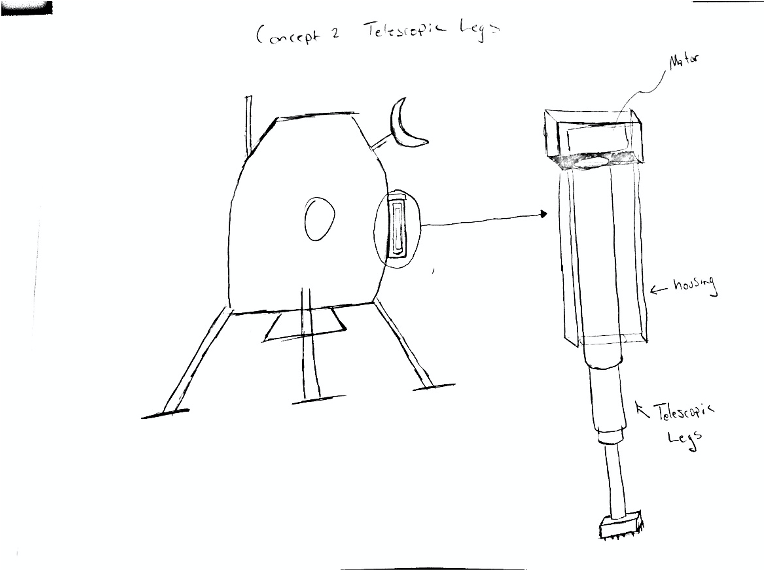 Concept 2 Telescopic Legs
Motor
housing
Telescopic
Legs